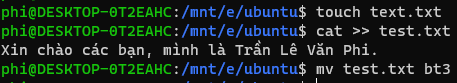 phi@DESKTOP-0T2EAHC:/mnt/e/ubuntu$ touch text.txt
phi@DESKTOP-0T2EAHC:/mnt/e/ubuntu$ cat >> test.txt
Xin chào các bạn, mình là Trần Lê Văn Phi.
phi@DESKTOP-0T2EAHC:/mnt/e/ubuntu$ mv test.txt bt3